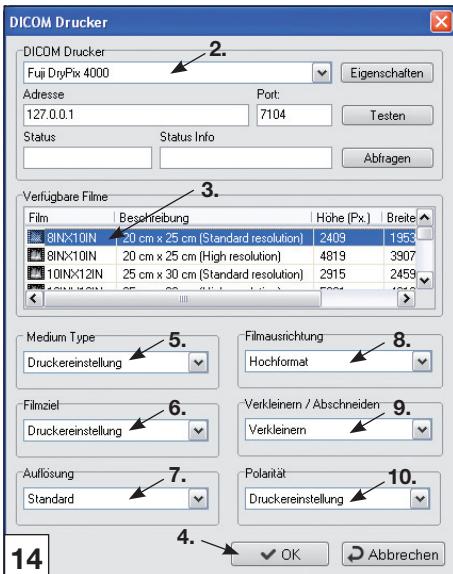 DICOM Drucker
DICOM Drucker
2.
Fuji DryPix 4000
Eigenschaften
Adresse
Port:
127.0.0.1
7104
Testen
Status
Status Info
Abfragen
Verfügbare Filme
3.
Film
Beschreibung
Höhe (Px.)
Breite
8INX10IN 20 cm x 25 cm (Standard resolution) 2409 1953
8INX10IN 20 cm x 25 cm (High resolution) 4819 3907
10INX12IN 25 cm x 30 cm (Standard resolution) 2915 2459
Medium Type
5.
Druckereinstellung
Filmausrichtung
8.
Hochformat
Filmziel
6.
Druckereinstellung
Verkleinern / Abschneiden
9.
Verkleinern
Auflösung
7.
Standard
Polarität
10.
Druckereinstellung
4.
OK
Abbrechen
14